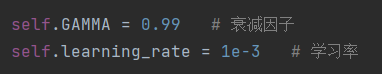 self.GAMMA = 0.99   # 衰减因子
self.learning_rate = 1e-3   # 学习率